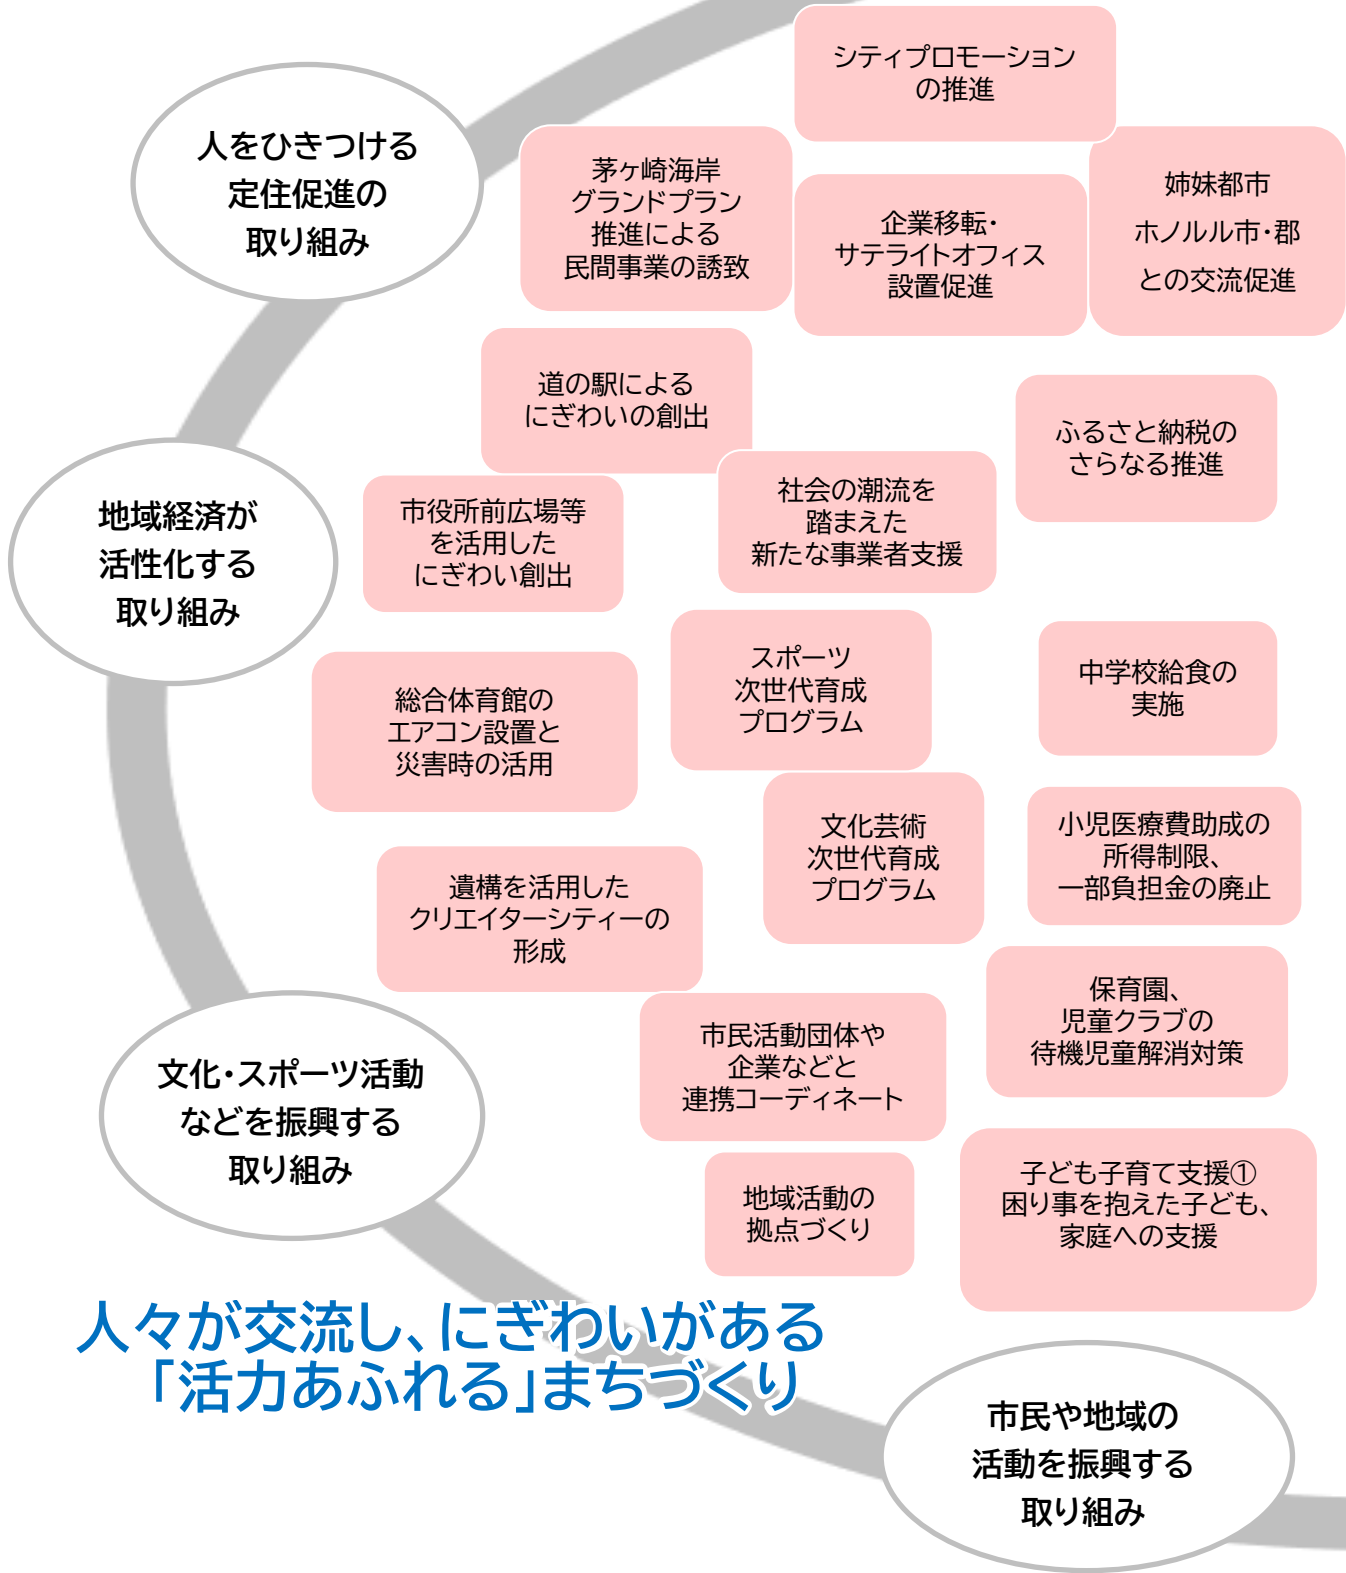 シティプロモーション
の推進
人をひきつける
定住促進の
取り組み
茅ヶ崎海岸
グランドプラン
推進による
民間事業の誘致
企業移転・
サテライトオフィス
設置促進
姉妹都市
ホノルル市・郡
との交流促進
道の駅による
にぎわいの創出
ふるさと納税の
さらなる推進
地域経済が
活性化する
取り組み
市役所前広場等
を活用した
にぎわい創出
社会の潮流を
踏まえた
新たな事業者支援
総合体育館の
エアコン設置と
災害時の活用
スポーツ
次世代育成
プログラム
中学校給食の
実施
文化芸術
次世代育成
プログラム
小児医療費助成の
所得制限、
一部負担金の廃止
遺構を活用した
クリエイターシティーの
形成
保育園、
児童クラブの
待機児童解消対策
文化・スポーツ活動
などを振興する
取り組み
市民活動団体や
企業などと
連携コーディネート
地域活動の
拠点づくり
子ども子育て支援①
困り事を抱えた子ども、
家庭への支援
人々が交流し、にぎわいがある
「活力あふれる」まちづくり
市民や地域の
活動を振興する
取り組み